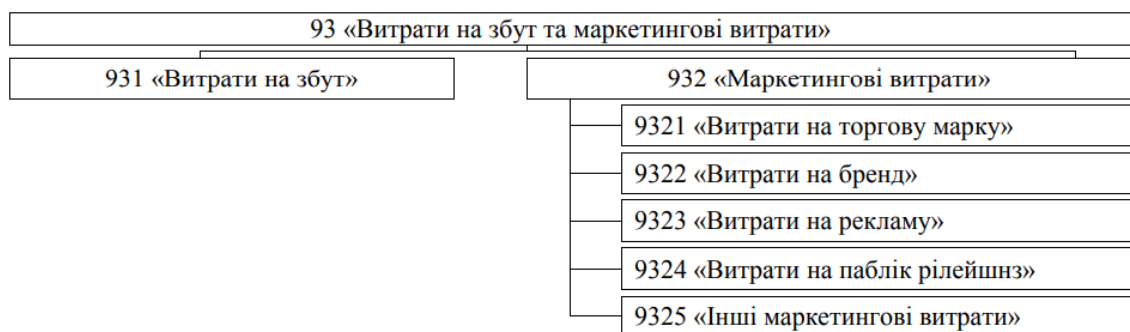 93 «Витрати на збут та маркетингові витрати»
931 «Витрати на збут»
932 «Маркетингові витрати»
9321 «Витрати на торгову марку»
9322 «Витрати на бренд»
9323 «Витрати на рекламу»
9324 «Витрати на паблік рілейшнз»
9325 «Інші маркетингові витрати»